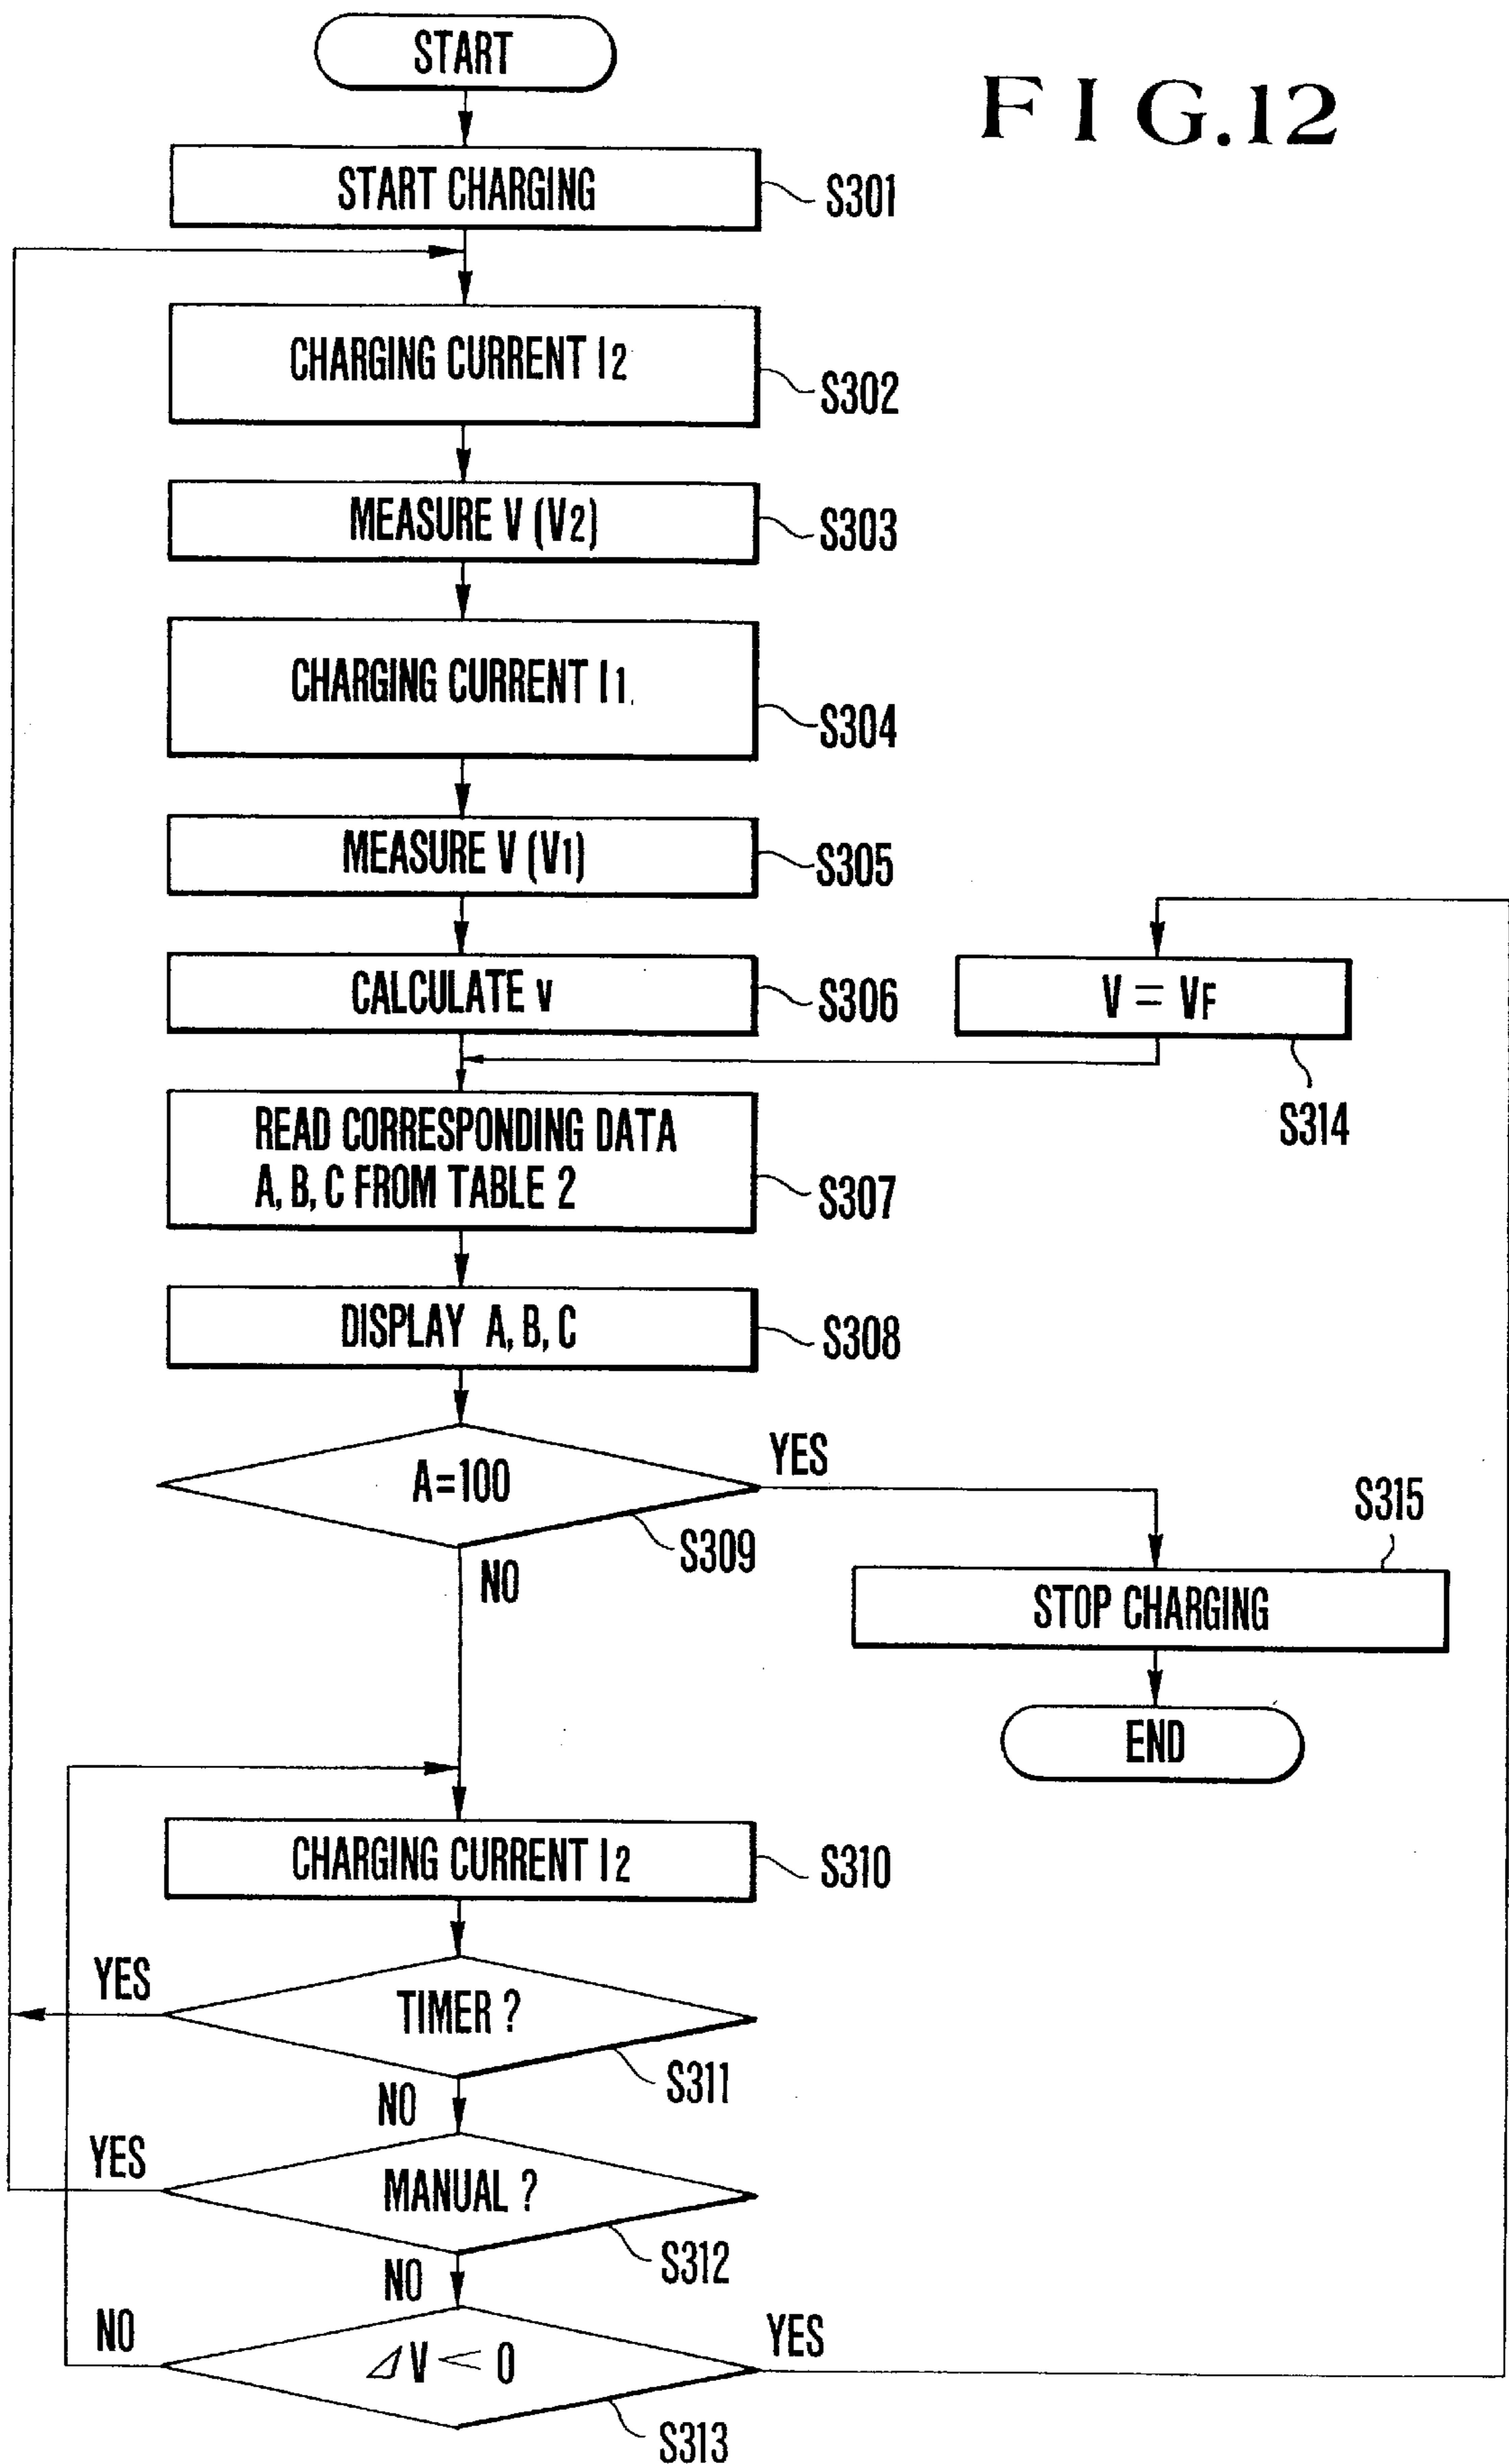 START
FIG.12
START CHARGING
S301
CHARGING CURRENT I2
S302
MEASURE V (V2)
S303
CHARGING CURRENT I1
S304
MEASURE V (V1)
S305
CALCULATE v
S306
V = VF
S314
READ CORRESPONDING DATA
A, B, C FROM TABLE 2
S307
DISPLAY A, B, C
S308
A=100
YES
S309
NO
S315
STOP CHARGING
END
CHARGING CURRENT I2
S310
YES
TIMER ?
S311
NO
YES
MANUAL ?
S312
NO
NO
⊿V < 0
YES
S313